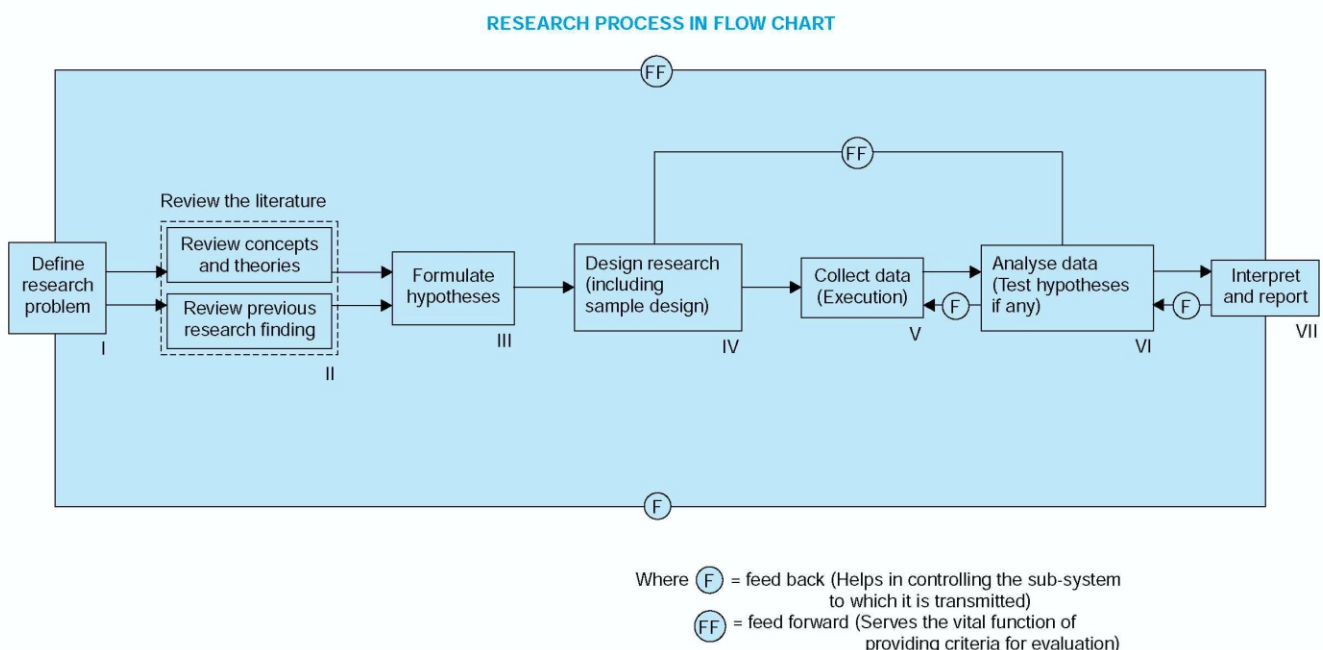 RESEARCH PROCESS IN FLOW CHART
FF
FF
Review the literature
Define
research
problem
I
Review concepts
and theories
Review previous
research finding
II
Formulate
hypotheses
III
Design research
(including
sample design)
IV
Collect data
(Execution)
V
F
Analyse data
(Test hypotheses
if any)
VI
F
Interpret
and report
VII
F
Where F = feed back (Helps in controlling the sub-system
to which it is transmitted)
FF = feed forward (Serves the vital function of
providing criteria for evaluation)